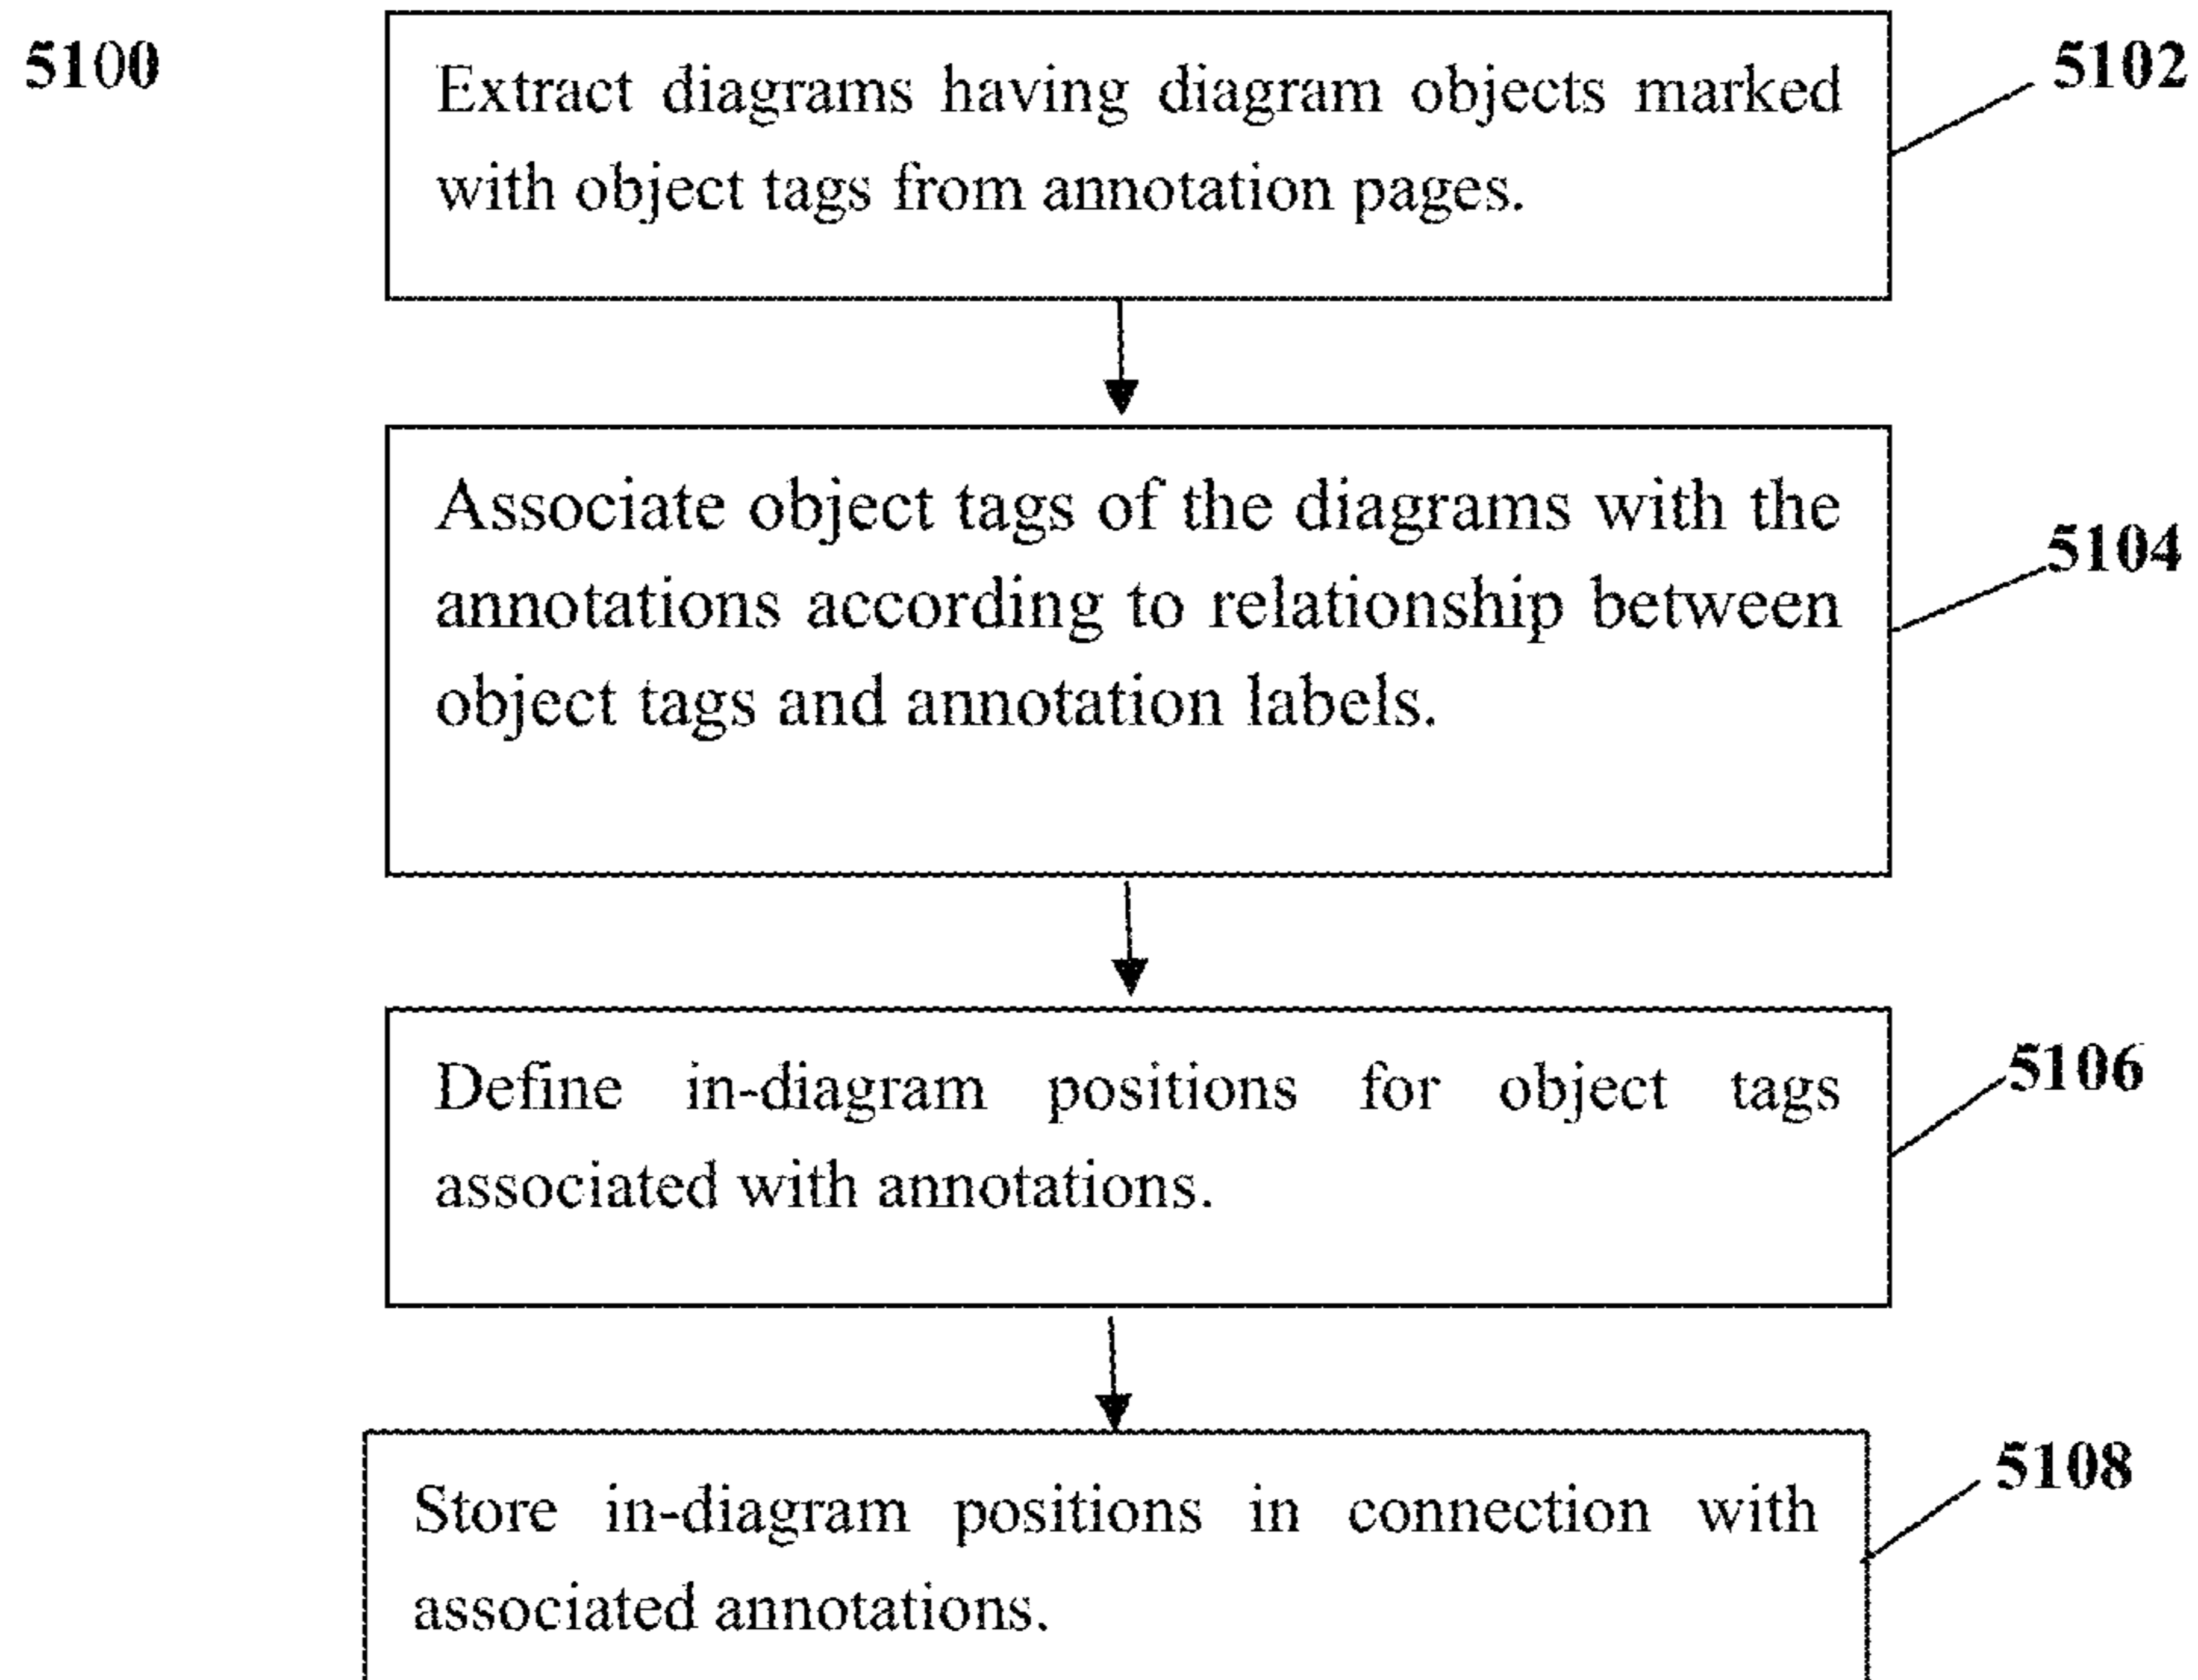 5100
Extract diagrams having diagram objects marked
with object tags from annotation pages.
5102
Associate object tags of the diagrams with the
annotations according to relationship between
object tags and annotation labels.
5104
Define in-diagram positions for object tags
associated with annotations.
5106
Store in-diagram positions in connection with
associated annotations.
5108